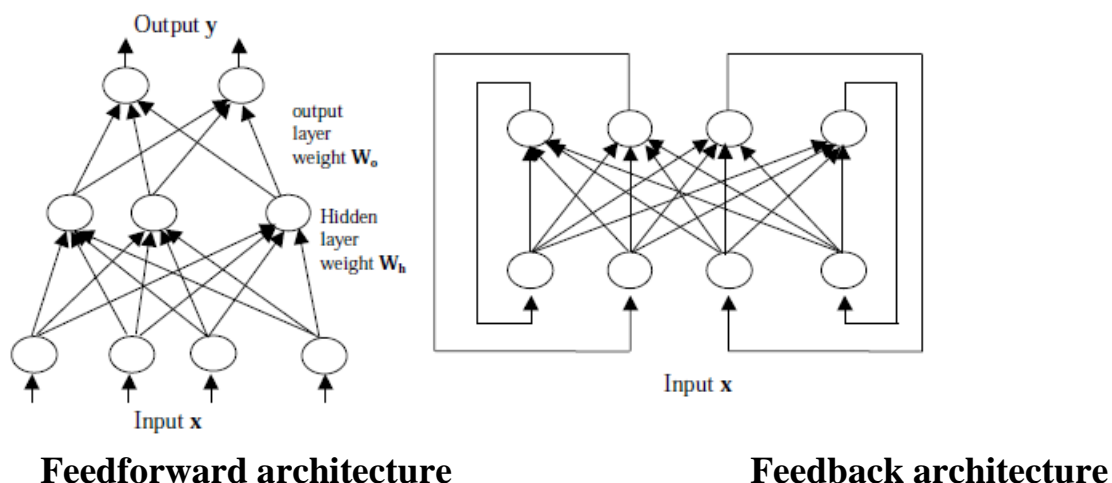 Output y
output
layer
weight Wₒ
Hidden
layer
weight Wₕ
Input x
Input x
Feedforward architecture
Feedback architecture